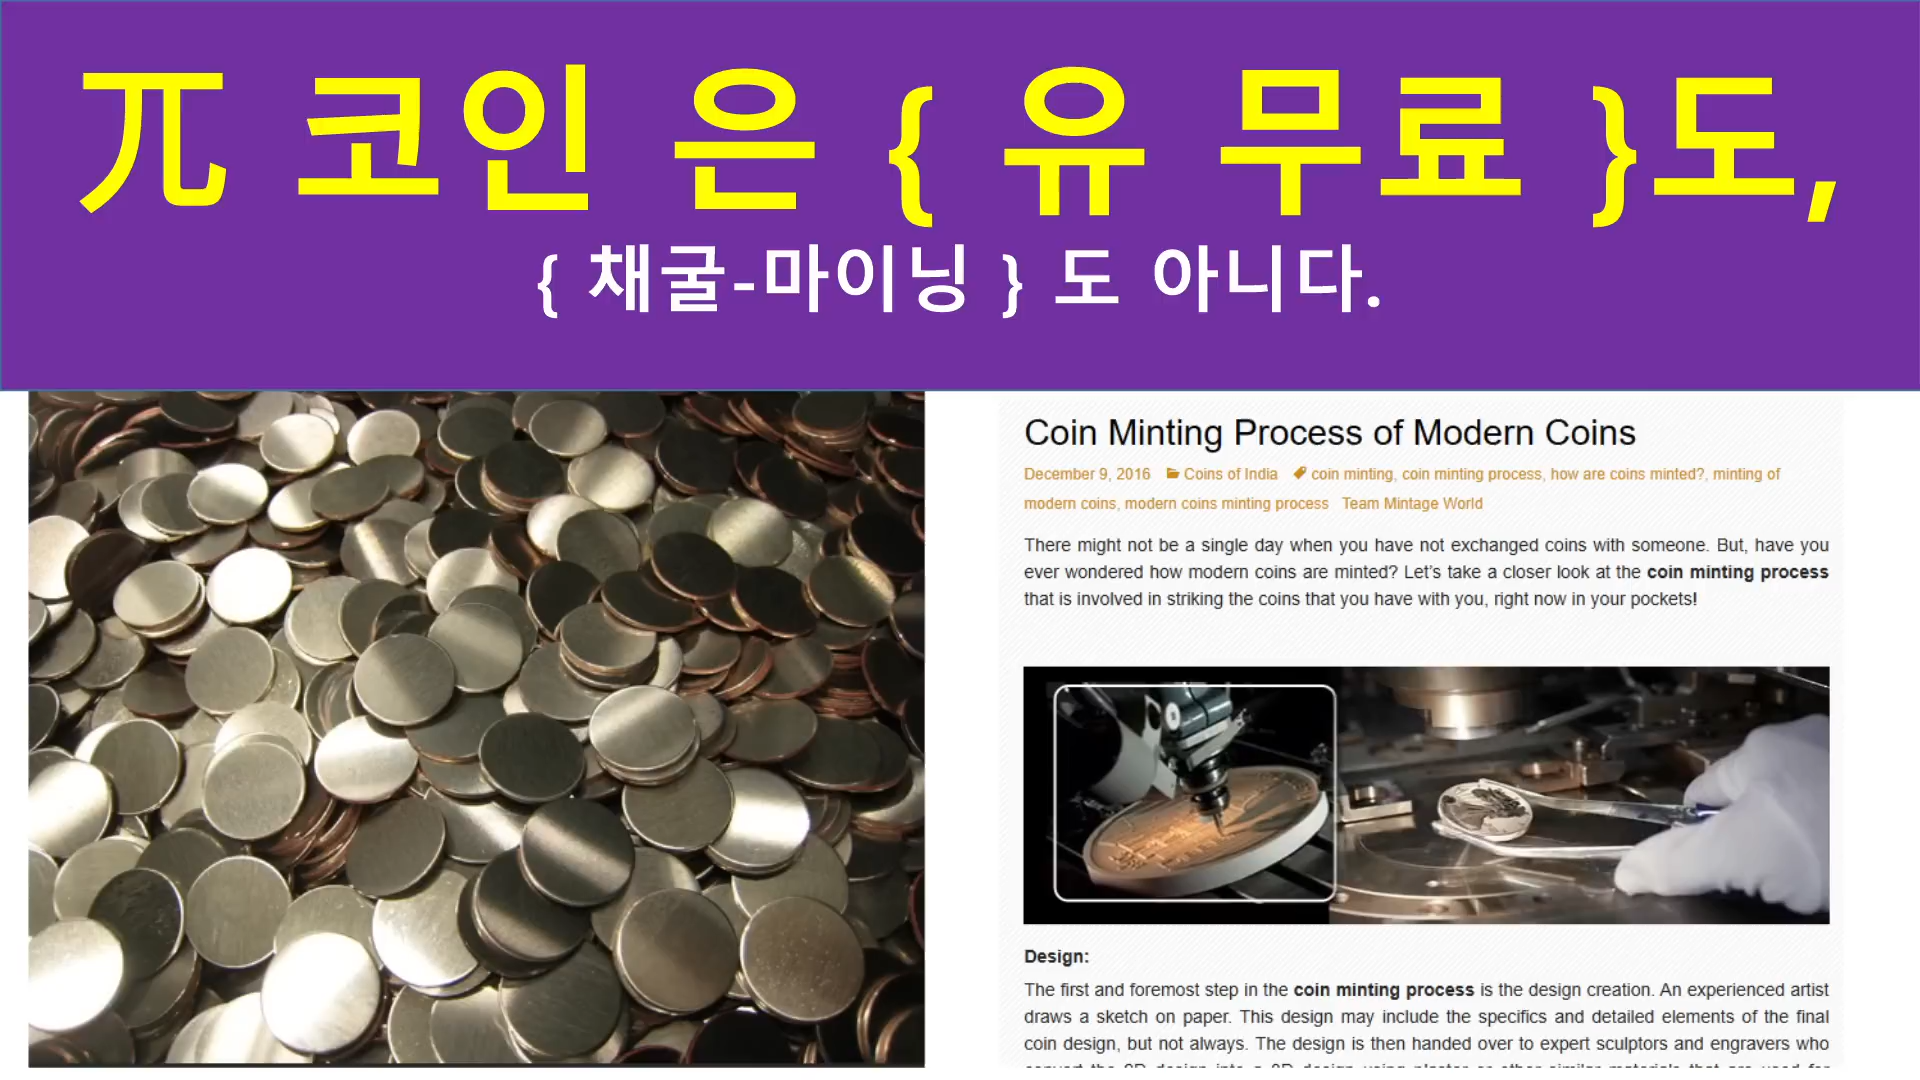 兀 코인 은 { 유 무료 }도,
{ 채굴-마이닝 } 도 아니다.
Coin Minting Process of Modern Coins
December 9, 2016 Coins of India coin minting, coin minting process, how are coins minted?, minting of
modern coins, modern coins minting process Team Mintage World
There might not be a single day when you have not exchanged coins with someone. But, have you
ever wondered how modern coins are minted? Let’s take a closer look at the coin minting process
that is involved in striking the coins that you have with you, right now in your pockets!
Design:
The first and foremost step in the coin minting process is the design creation. An experienced artist
draws a sketch on paper. This design may include the specifics and detailed elements of the final
coin design, but not always. The design is then handed over to expert sculptors and engravers who